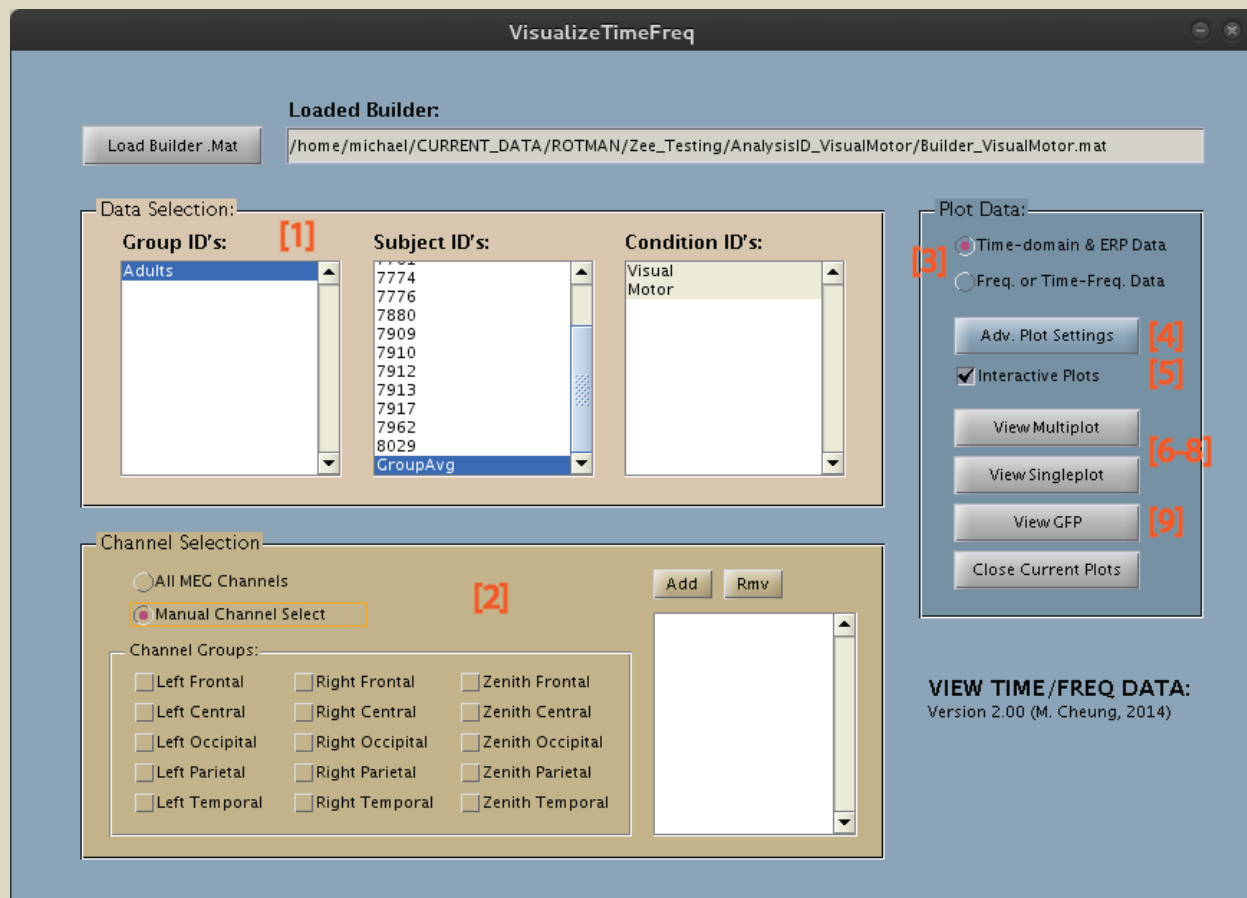 VisualizeTimeFreq
Loaded Builder:
Load Builder .Mat
/home/michael/CURRENT_DATA/ROTMAN/Zee_Testing/AnalysisID_VisualMotor/Builder_VisualMotor.mat
Data Selection:
[1]
Group ID's:
Adults
Subject ID's:
7774
7776
7880
7909
7910
7912
7913
7917
7962
8029
GroupAvg
Condition ID's:
Visual
Motor
Plot Data:
[3]
Time-domain & ERP Data
Freq. or Time-Freq. Data
Adv. Plot Settings
[4]
Interactive Plots
[5]
View Multiplot
[6-8]
View Singleplot
View GFP
[9]
Close Current Plots
Channel Selection
All MEG Channels
[2]
Manual Channel Select
Add
Rmv
Channel Groups:
Left Frontal
Right Frontal
Zenith Frontal
Left Central
Right Central
Zenith Central
Left Occipital
Right Occipital
Zenith Occipital
Left Parietal
Right Parietal
Zenith Parietal
Left Temporal
Right Temporal
Zenith Temporal
VIEW TIME/FREQ DATA:
Version 2.00 (M. Cheung, 2014)